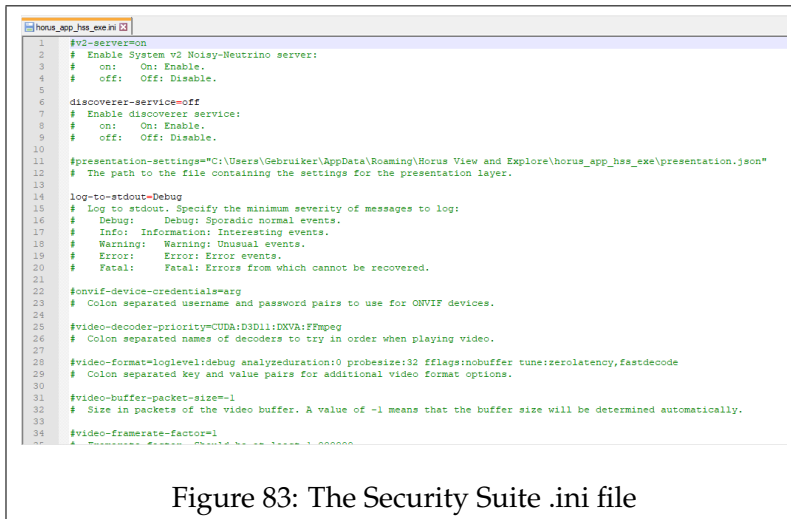 horus_app_hss_exe.ini
1 #v2-server=on
2 # Enable System v2 Noisy-Neutrino server:
3 # on: On: Enable.
4 # off: Off: Disable.
5
6 discoverer-service=off
7 # Enable discoverer service:
8 # on: On: Enable.
9 # off: Off: Disable.
10
11 #presentation-settings="C:\Users\Gebruiker\AppData\Roaming\Horus View and Explore\horus_app_hss_exe\presentation.json"
12 # The path to the file containing the settings for the presentation layer.
13
14 log-to-stdout=Debug
15 # Log to stdout. Specify the minimum severity of messages to log:
16 # Debug: Debug: Sporadic normal events.
17 # Info: Information: Interesting events.
18 # Warning: Warning: Unusual events.
19 # Error: Error: Error events.
20 # Fatal: Fatal: Errors from which cannot be recovered.
21
22 #onvif-device-credentials=arg
23 # Colon separated username and password pairs to use for ONVIF devices.
24
25 #video-decoder-priority=CUDA:D3D11:DXVA:FFmpeg
26 # Colon separated names of decoders to try in order when playing video.
27
28 #video-format=loglevel:debug analyzeduration:0 probesize:32 fflags:nobuffer tune:zerolatency,fastdecode
29 # Colon separated key and value pairs for additional video format options.
30
31 #video-buffer-packet-size=-1
32 # Size in packets of the video buffer. A value of -1 means that the buffer size will be determined automatically.
33
34 #video-framerate-factor=1
Figure 83: The Security Suite .ini file